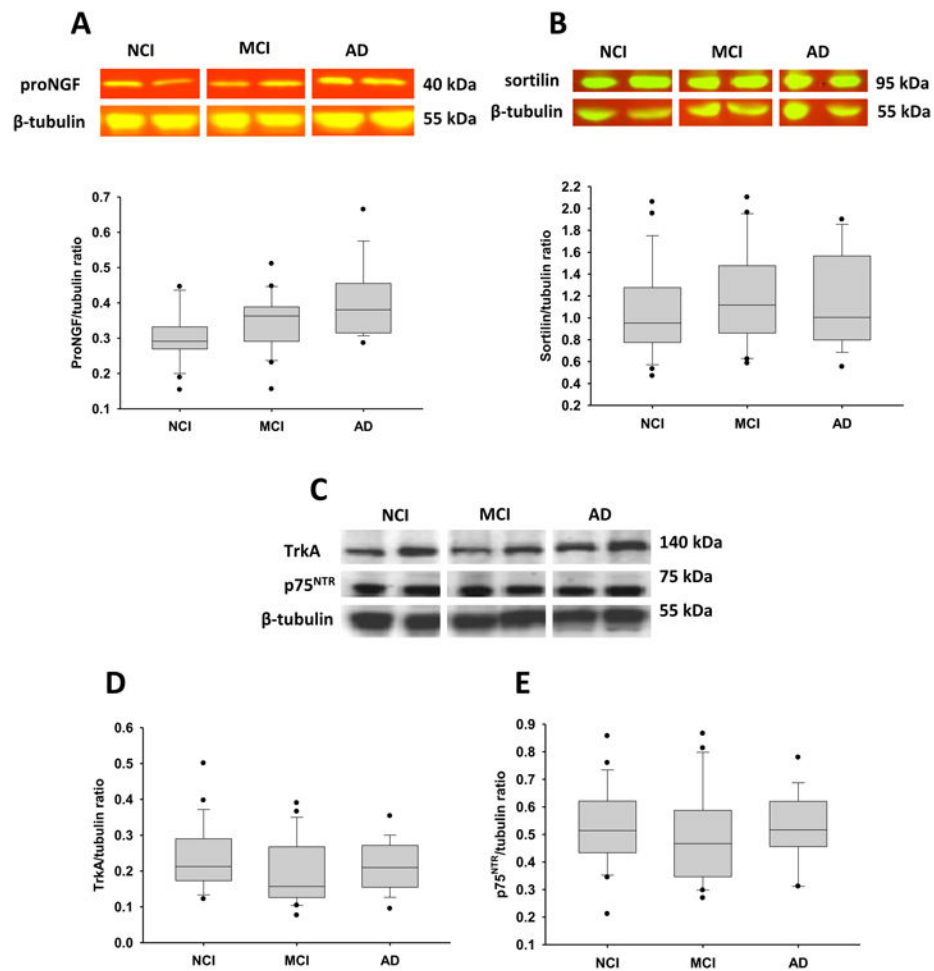 A
NCI MCI AD
proNGF 40 kDa
β-tubulin 55 kDa
ProNGF/tubulin ratio
0.7
0.6
0.5
0.4
0.3
0.2
0.1
NCI MCI AD
B
NCI MCI AD
sortilin 95 kDa
β-tubulin 55 kDa
Sortilin/tubulin ratio
2.2
2.0
1.8
1.6
1.4
1.2
1.0
0.8
0.6
0.4
0.2
NCI MCI AD
C
NCI MCI AD
TrkA 140 kDa
p75NTR 75 kDa
β-tubulin 55 kDa
D
TrkA/tubulin ratio
0.6
0.5
0.4
0.3
0.2
0.1
0.0
NCI MCI AD
E
p75NTR/tubulin ratio
0.9
0.8
0.7
0.6
0.5
0.4
0.3
0.2
0.1
NCI MCI AD